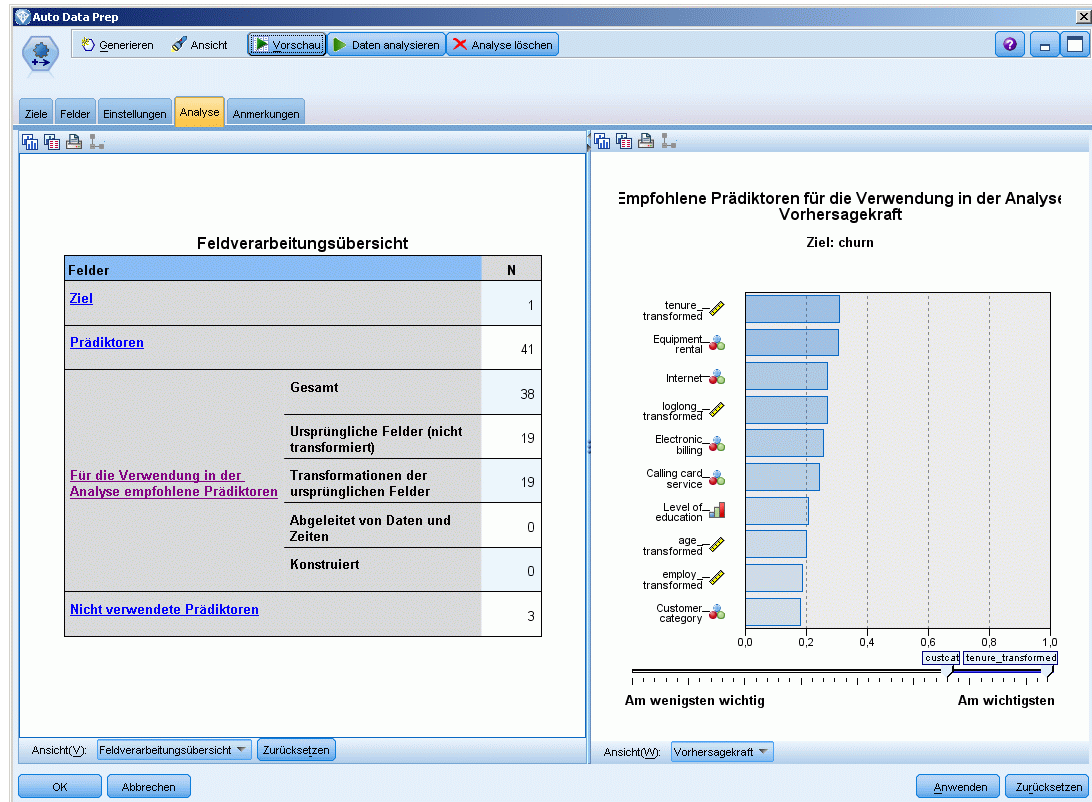 Auto Data Prep
Generieren Ansicht Vorschau Daten analysieren Analyse löschen
Ziele Felder Einstellungen Analyse Anmerkungen
Feldverarbeitungsübersicht
Felder N
Ziel 1
Prädiktoren 41
Für die Verwendung in der
Analyse empfohlene Prädiktoren
Gesamt 38
Ursprüngliche Felder (nicht
transformiert) 19
Transformationen der
ursprünglichen Felder 19
Abgeleitet von Daten und
Zeiten 0
Konstruiert 0
Nicht verwendete Prädiktoren 3
Ansicht(V): Feldverarbeitungsübersicht Zurücksetzen
Empfohlene Prädiktoren für die Verwendung in der Analyse
Vorhersagekraft
Ziel: churn
tenure_
transformed
Equipment
rental
Internet
loglong_
transformed
Electronic
billing
Calling card
service
Level of
education
age_
transformed
employ_
transformed
Customer
category
0,0 0,2 0,4 0,6 0,8 1,0
custcat tenure_transformed
Am wenigsten wichtig Am wichtigsten
Ansicht(W): Vorhersagekraft
OK Abbrechen Anwenden Zurücksetzen